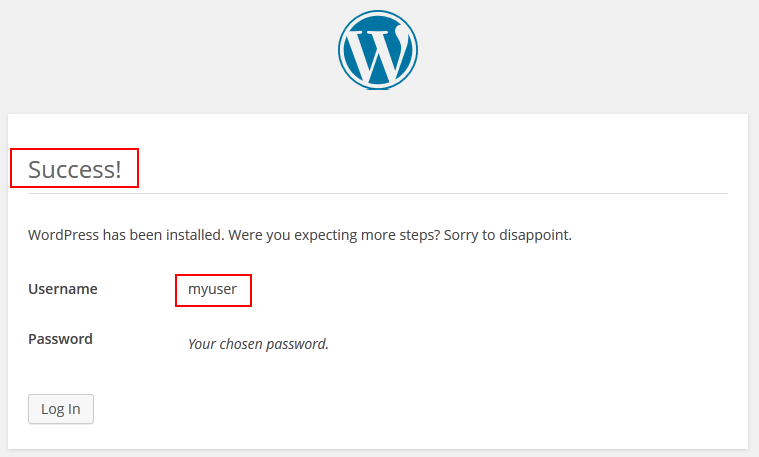 Success!
WordPress has been installed. Were you expecting more steps? Sorry to disappoint.
Username myuser
Password Your chosen password.
Log In